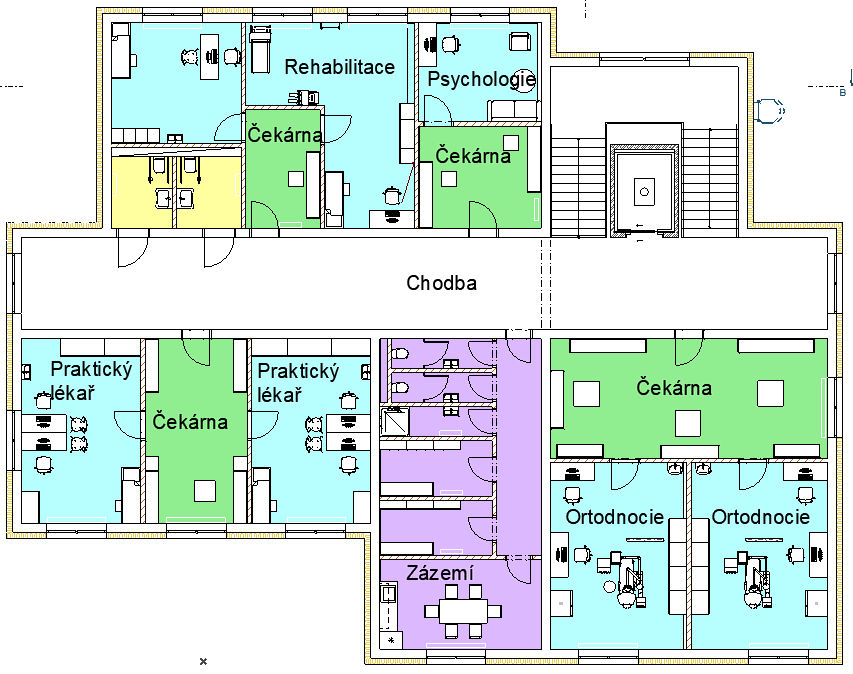 Rehabilitace
Psychologie
B
Čekárna
Čekárna
Chodba
Praktický
lékař
Čekárna
Praktický
lékař
Čekárna
Ortodnocie
Ortodnocie
Zázemí